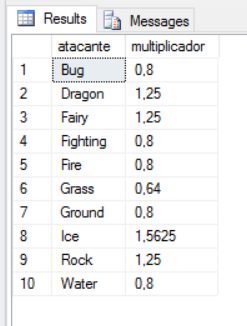 Results Messages
atacante multiplicador
1 Bug 0,8
2 Dragon 1,25
3 Fairy 1,25
4 Fighting 0,8
5 Fire 0,8
6 Grass 0,64
7 Ground 0,8
8 Ice 1,5625
9 Rock 1,25
10 Water 0,8